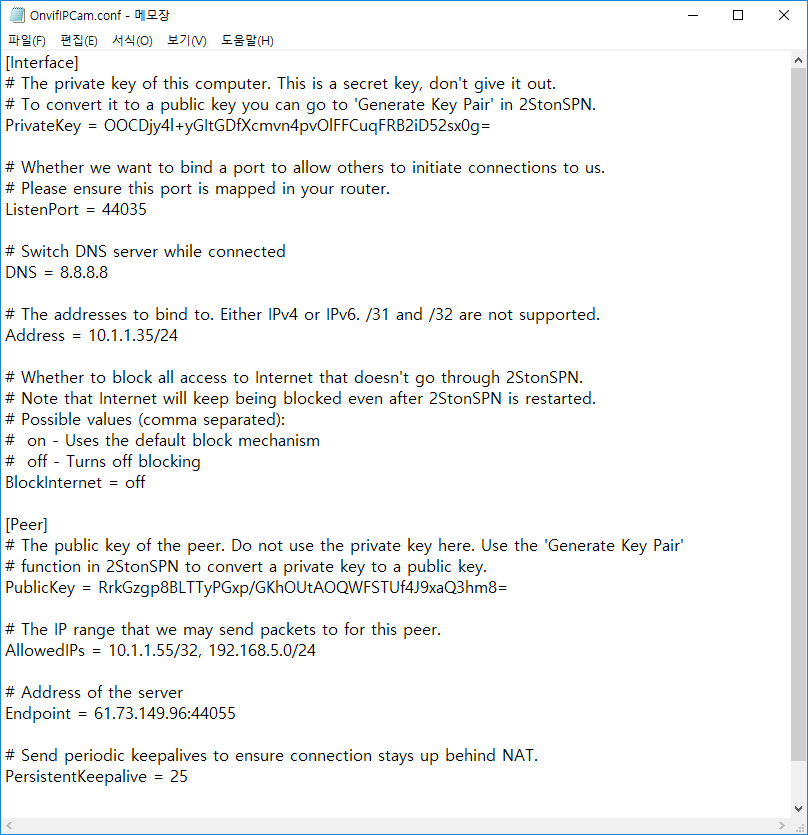 OnvifIPCam.conf - 메모장
파일(F) 편집(E) 서식(O) 보기(V) 도움말(H)
[Interface]
# The private key of this computer. This is a secret key, don't give it out.
# To convert it to a public key you can go to 'Generate Key Pair' in 2StonSPN.
PrivateKey = OOCDjy4l+yGltGDfXcmvn4pvOlFFCuqFRB2iD52sx0g=
# Whether we want to bind a port to allow others to initiate connections to us.
# Please ensure this port is mapped in your router.
ListenPort = 44035
# Switch DNS server while connected
DNS = 8.8.8.8
# The addresses to bind to. Either IPv4 or IPv6. /31 and /32 are not supported.
Address = 10.1.1.35/24
# Whether to block all access to Internet that doesn't go through 2StonSPN.
# Note that Internet will keep being blocked even after 2StonSPN is restarted.
# Possible values (comma separated):
#  on - Uses the default block mechanism
#  off - Turns off blocking
BlockInternet = off
[Peer]
# The public key of the peer. Do not use the private key here. Use the 'Generate Key Pair'
# function in 2StonSPN to convert a private key to a public key.
PublicKey = RrkGzgp8BLTTyPGxp/GKhOUtAOQWFSTUf4J9xaQ3hm8=
# The IP range that we may send packets to for this peer.
AllowedIPs = 10.1.1.55/32, 192.168.5.0/24
# Address of the server
Endpoint = 61.73.149.96:44055
# Send periodic keepalives to ensure connection stays up behind NAT.
PersistentKeepalive = 25